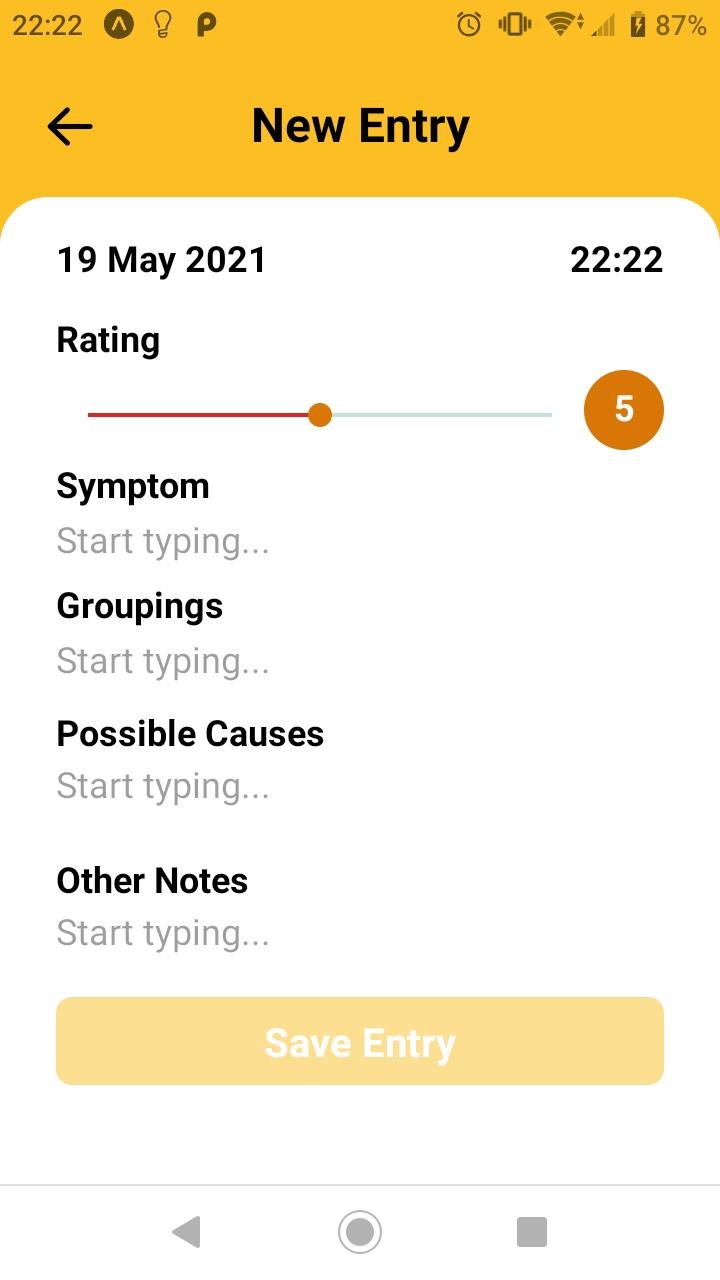 22:22 87%
New Entry
19 May 2021 22:22
Rating
5
Symptom
Start typing...
Groupings
Start typing...
Possible Causes
Start typing...
Other Notes
Start typing...
Save Entry